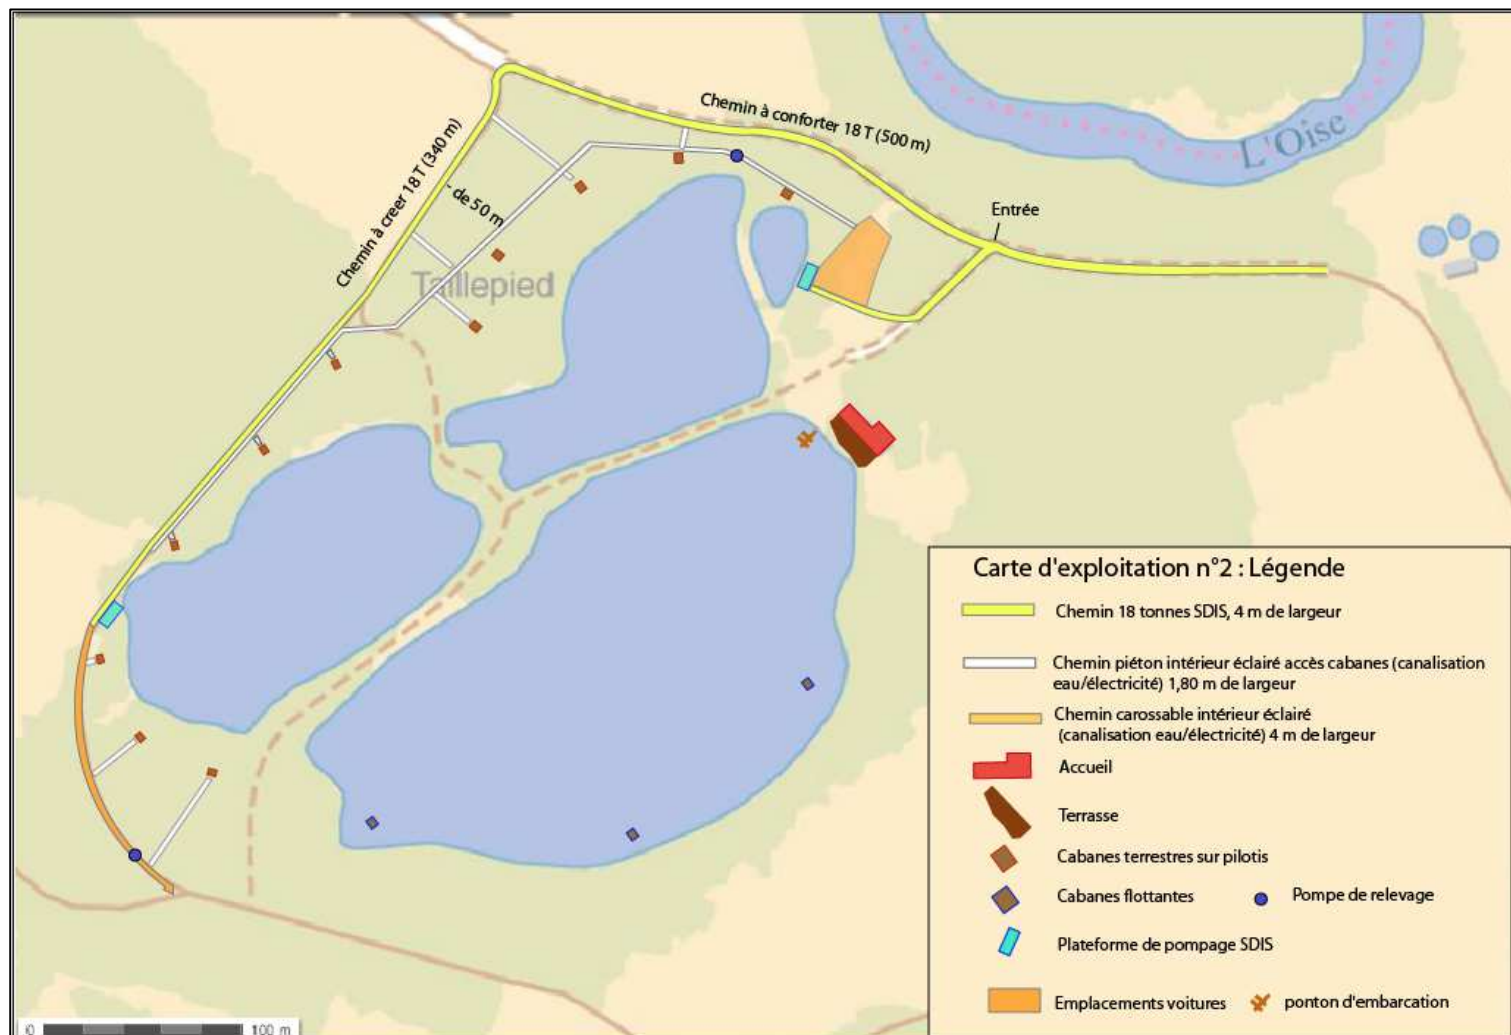 Chemin à conforter 18 T (500 m)
L'Oise
Chemin à creer 18 T (340 m)
- de 50 m
Entrée
Taillepied
Carte d'exploitation n°2 : Légende
Chemin 18 tonnes SDIS, 4 m de largeur
Chemin piéton intérieur éclairé accès cabanes (canalisation
eau/électricité) 1,80 m de largeur
Chemin carossable intérieur éclairé
(canalisation eau/électricité) 4 m de largeur
Accueil
Terrasse
Cabanes terrestres sur pilotis
Cabanes flottantes
Pompe de relevage
Plateforme de pompage SDIS
Emplacements voitures
ponton d'embarcation
0 100 m